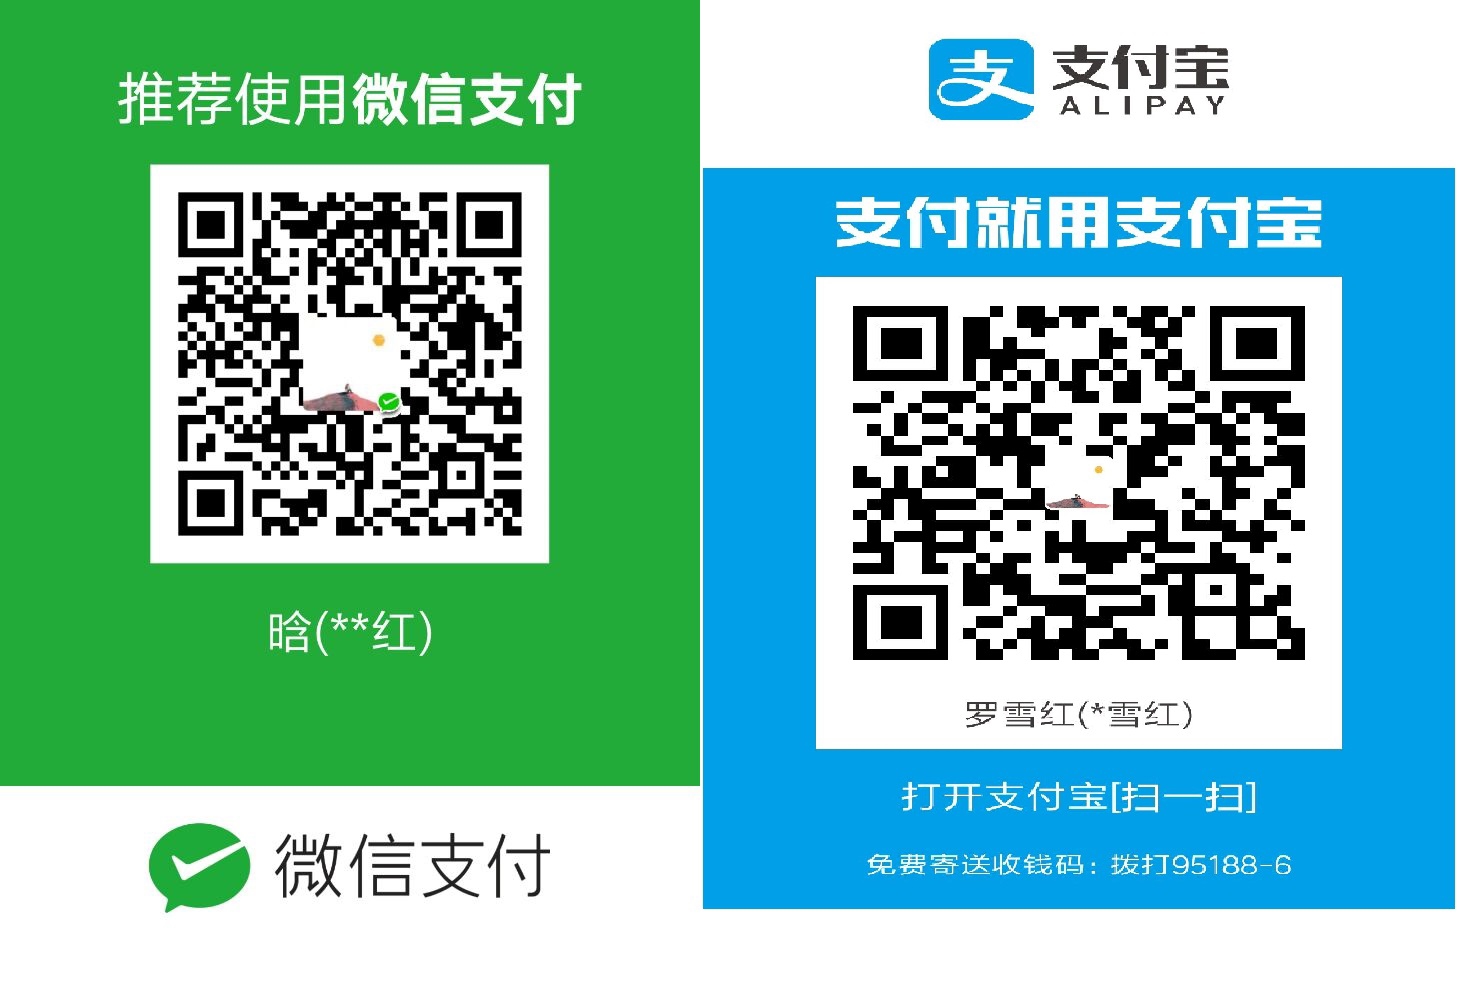 推荐使用微信支付
晗(**红)
微信支付
支付宝
ALIPAY
支付就用支付宝
罗雪红(*雪红)
打开支付宝[扫一扫]
免费寄送收钱码：拨打95188-6